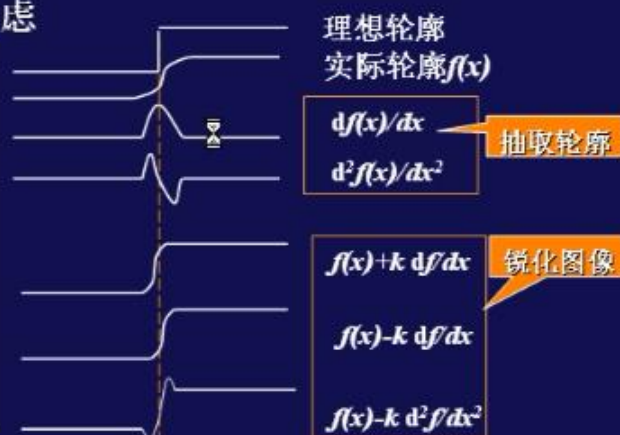 虑
理想轮廓
实际轮廓f(x)
df(x)/dx
抽取轮廓
d²f(x)/dx²
f(x)+k df/dx
锐化图像
f(x)-k df/dx
f(x)-k d²f/dx²